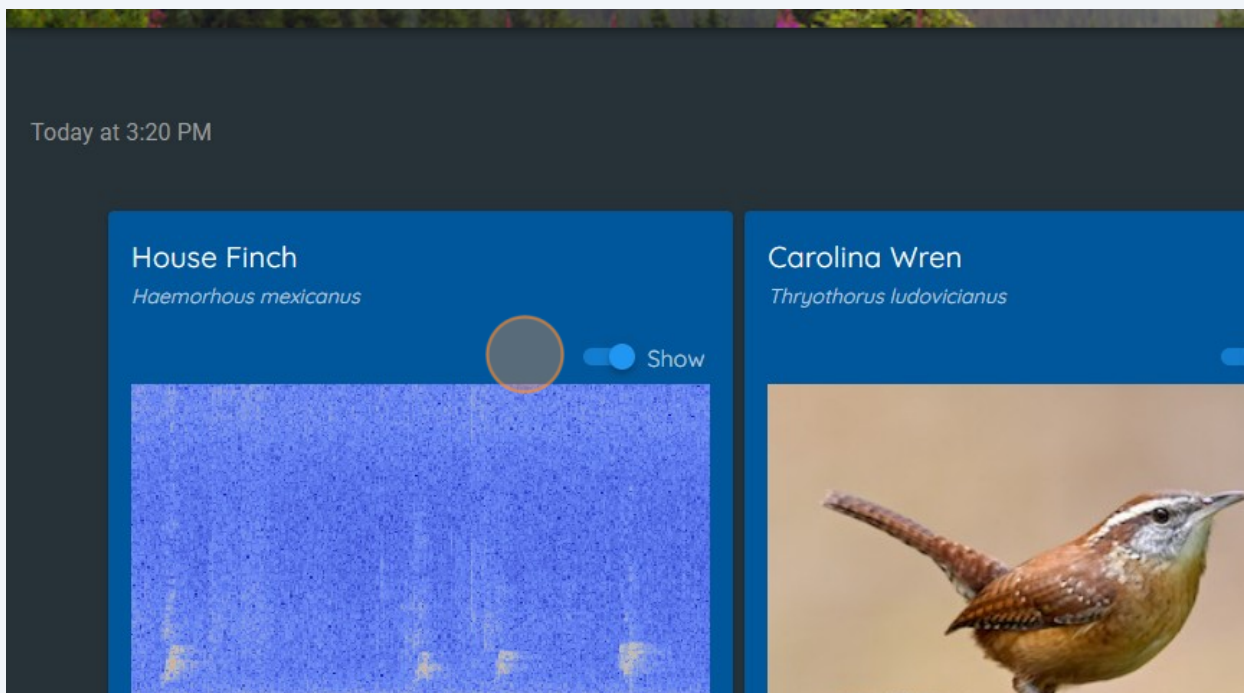 Today at 3:20 PM
House Finch
Haemorhous mexicanus
Show
Carolina Wren
Thryothorus ludovicianus